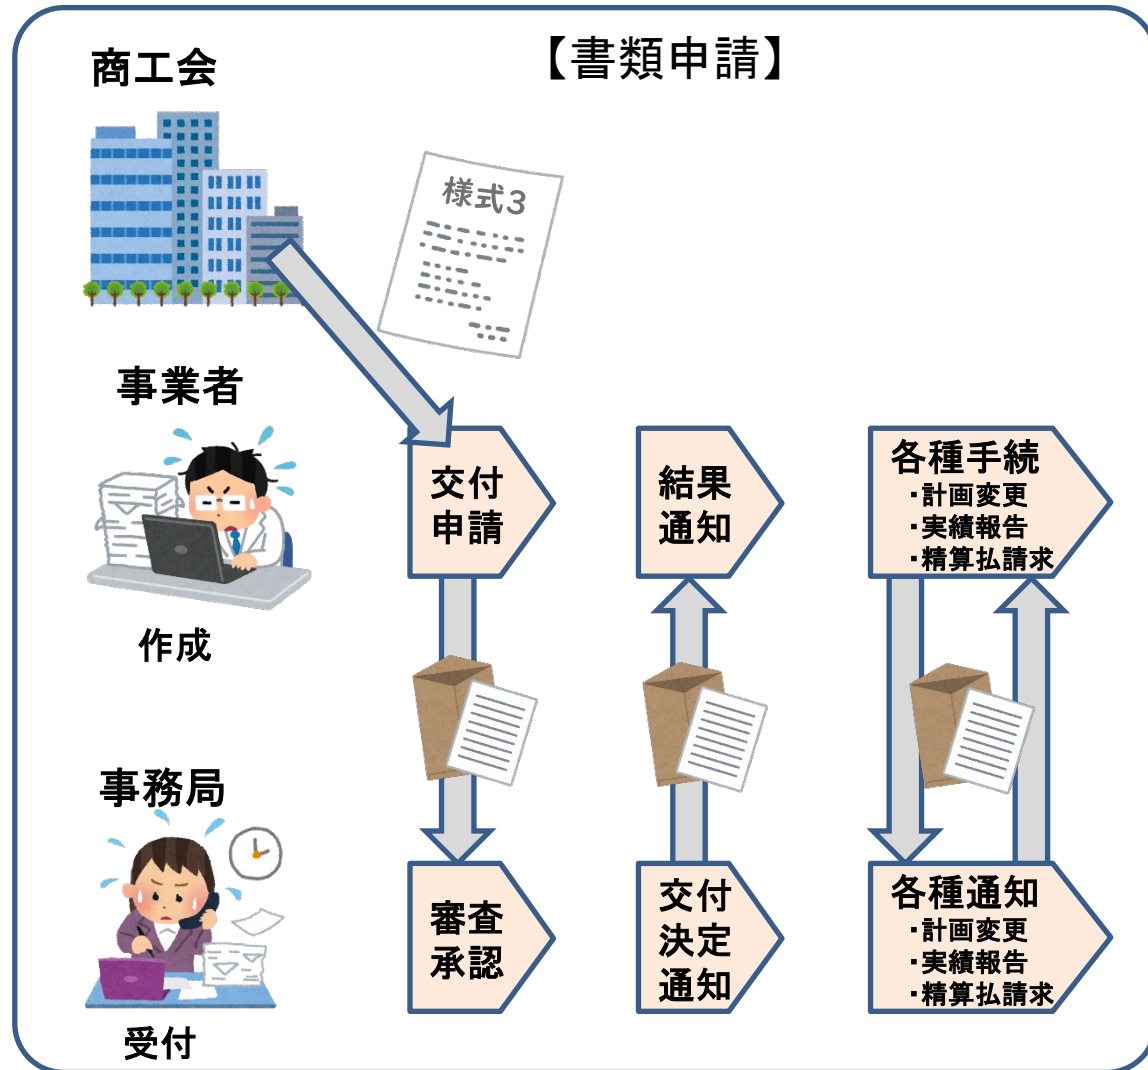 【書類申請】
商工会
様式3
事業者
作成
交付
申請
結果
通知
各種手続
・計画変更
・実績報告
・精算払請求
事務局
受付
審査
承認
交付
決定
通知
各種通知
・計画変更
・実績報告
・精算払請求